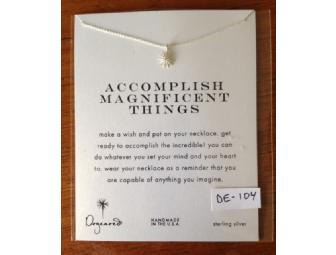 ACCOMPLISH
MAGNIFICENT
THINGS
make a wish and put on your necklace. get
ready to accomplish the incredible! you can
do whatever you set your mind and your heart
to. wear your necklace as a reminder that you
are capable of anything you imagine.
DE-104
Dogeared
HANDMADE
IN THE U.S.A.
sterling silver